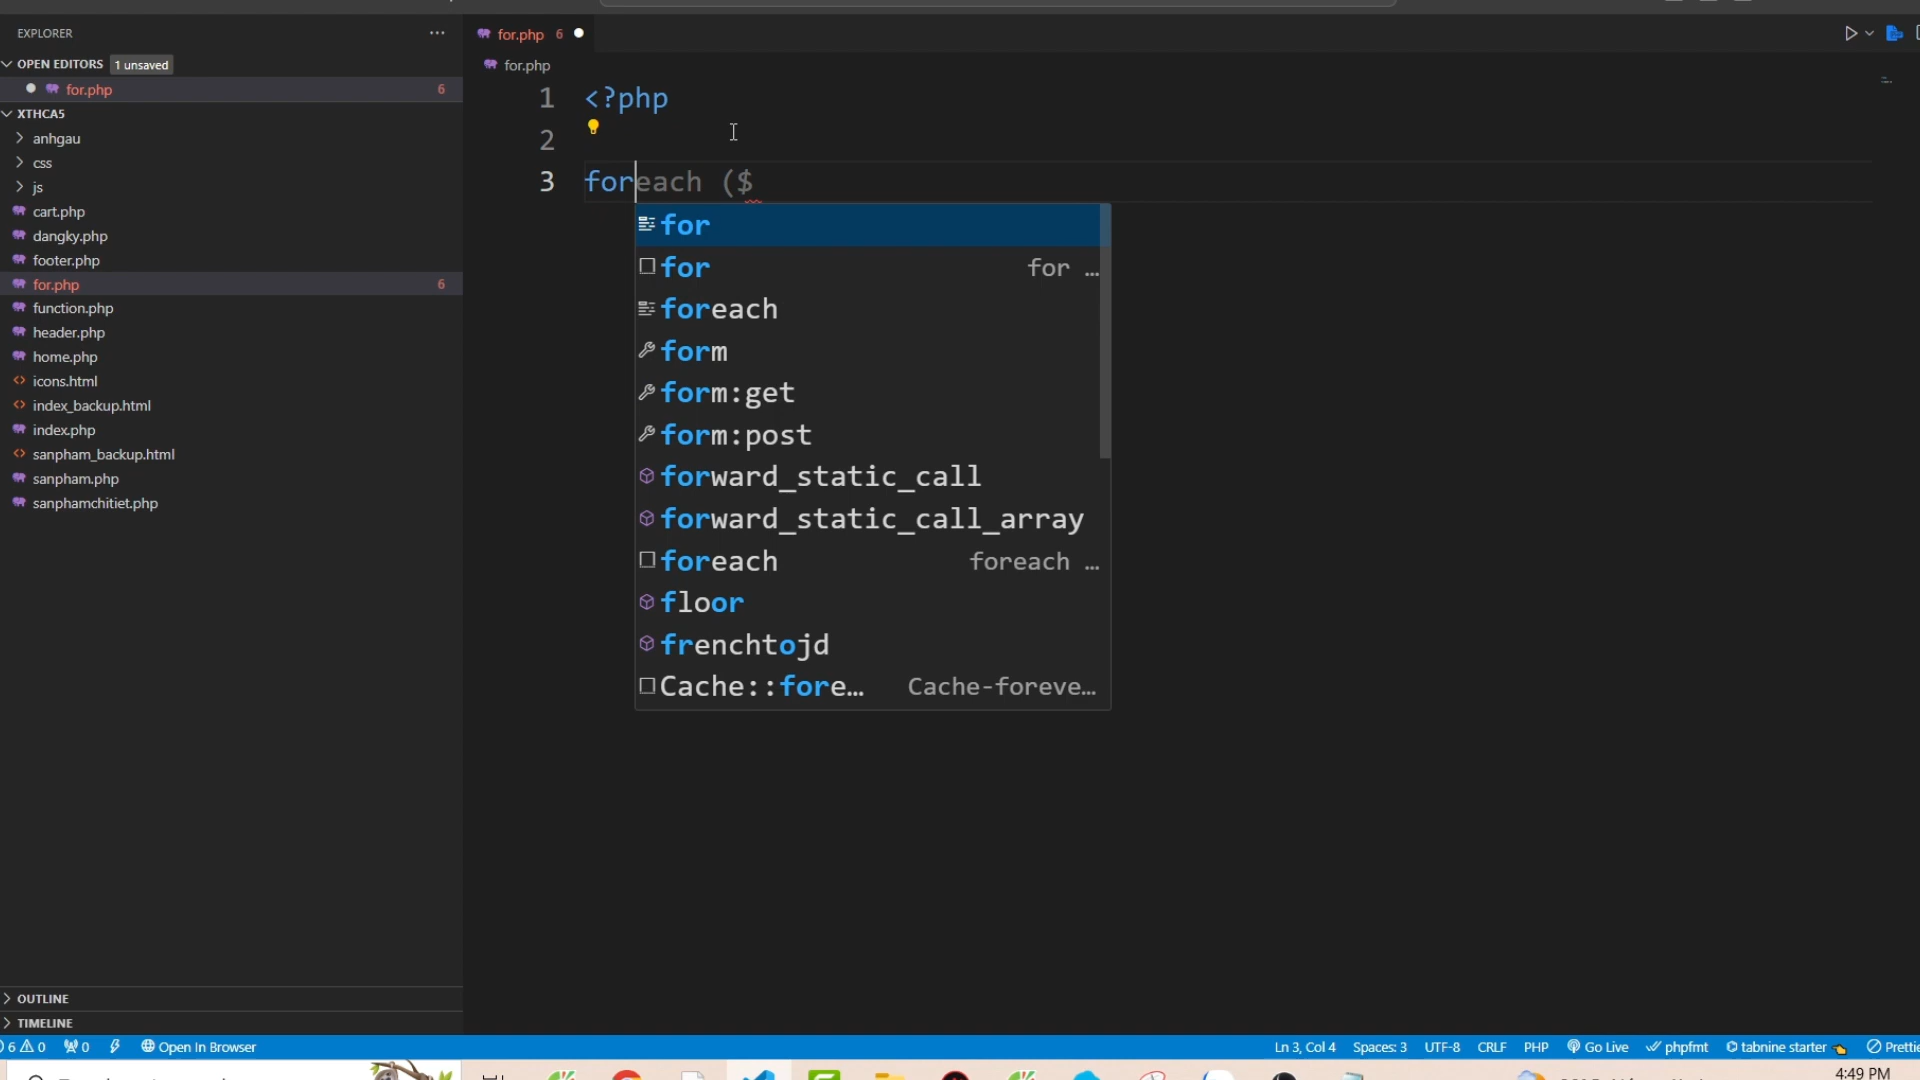 EXPLORER
OPEN EDITORS 1 unsaved
for.php 6
XTHCA5
anhgau
css
js
cart.php
dangky.php
footer.php
for.php 6
function.php
header.php
home.php
icons.html
index_backup.html
index.php
sanpham_backup.html
sanpham.php
sanphamchitiet.php
OUTLINE
TIMELINE
for.php 6
for.php
1 <?php
2
3 foreach ($
for
for for ...
foreach
form
form:get
form:post
forward_static_call
forward_static_call_array
foreach foreach ...
floor
frenchtojd
Cache::fore… Cache-foreve…
6 0 0 Open In Browser
Ln 3, Col 4 Spaces: 3 UTF-8 CRLF PHP Go Live phpfmt tabnine starter
4:49 PM